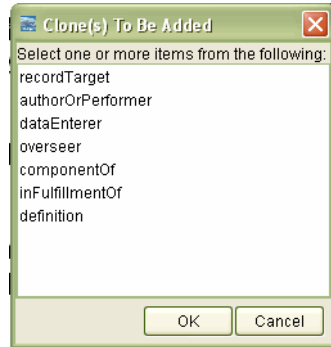 Clone(s) To Be Added
Select one or more items from the following:
recordTarget
authorOrPerformer
dataEnterer
overseer
componentOf
inFulfillmentOf
definition
OK Cancel